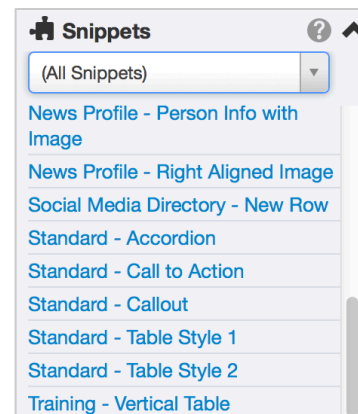 Snippets
(All Snippets)
News Profile - Person Info with
Image
News Profile - Right Aligned Image
Social Media Directory - New Row
Standard - Accordion
Standard - Call to Action
Standard - Callout
Standard - Table Style 1
Standard - Table Style 2
Training - Vertical Table